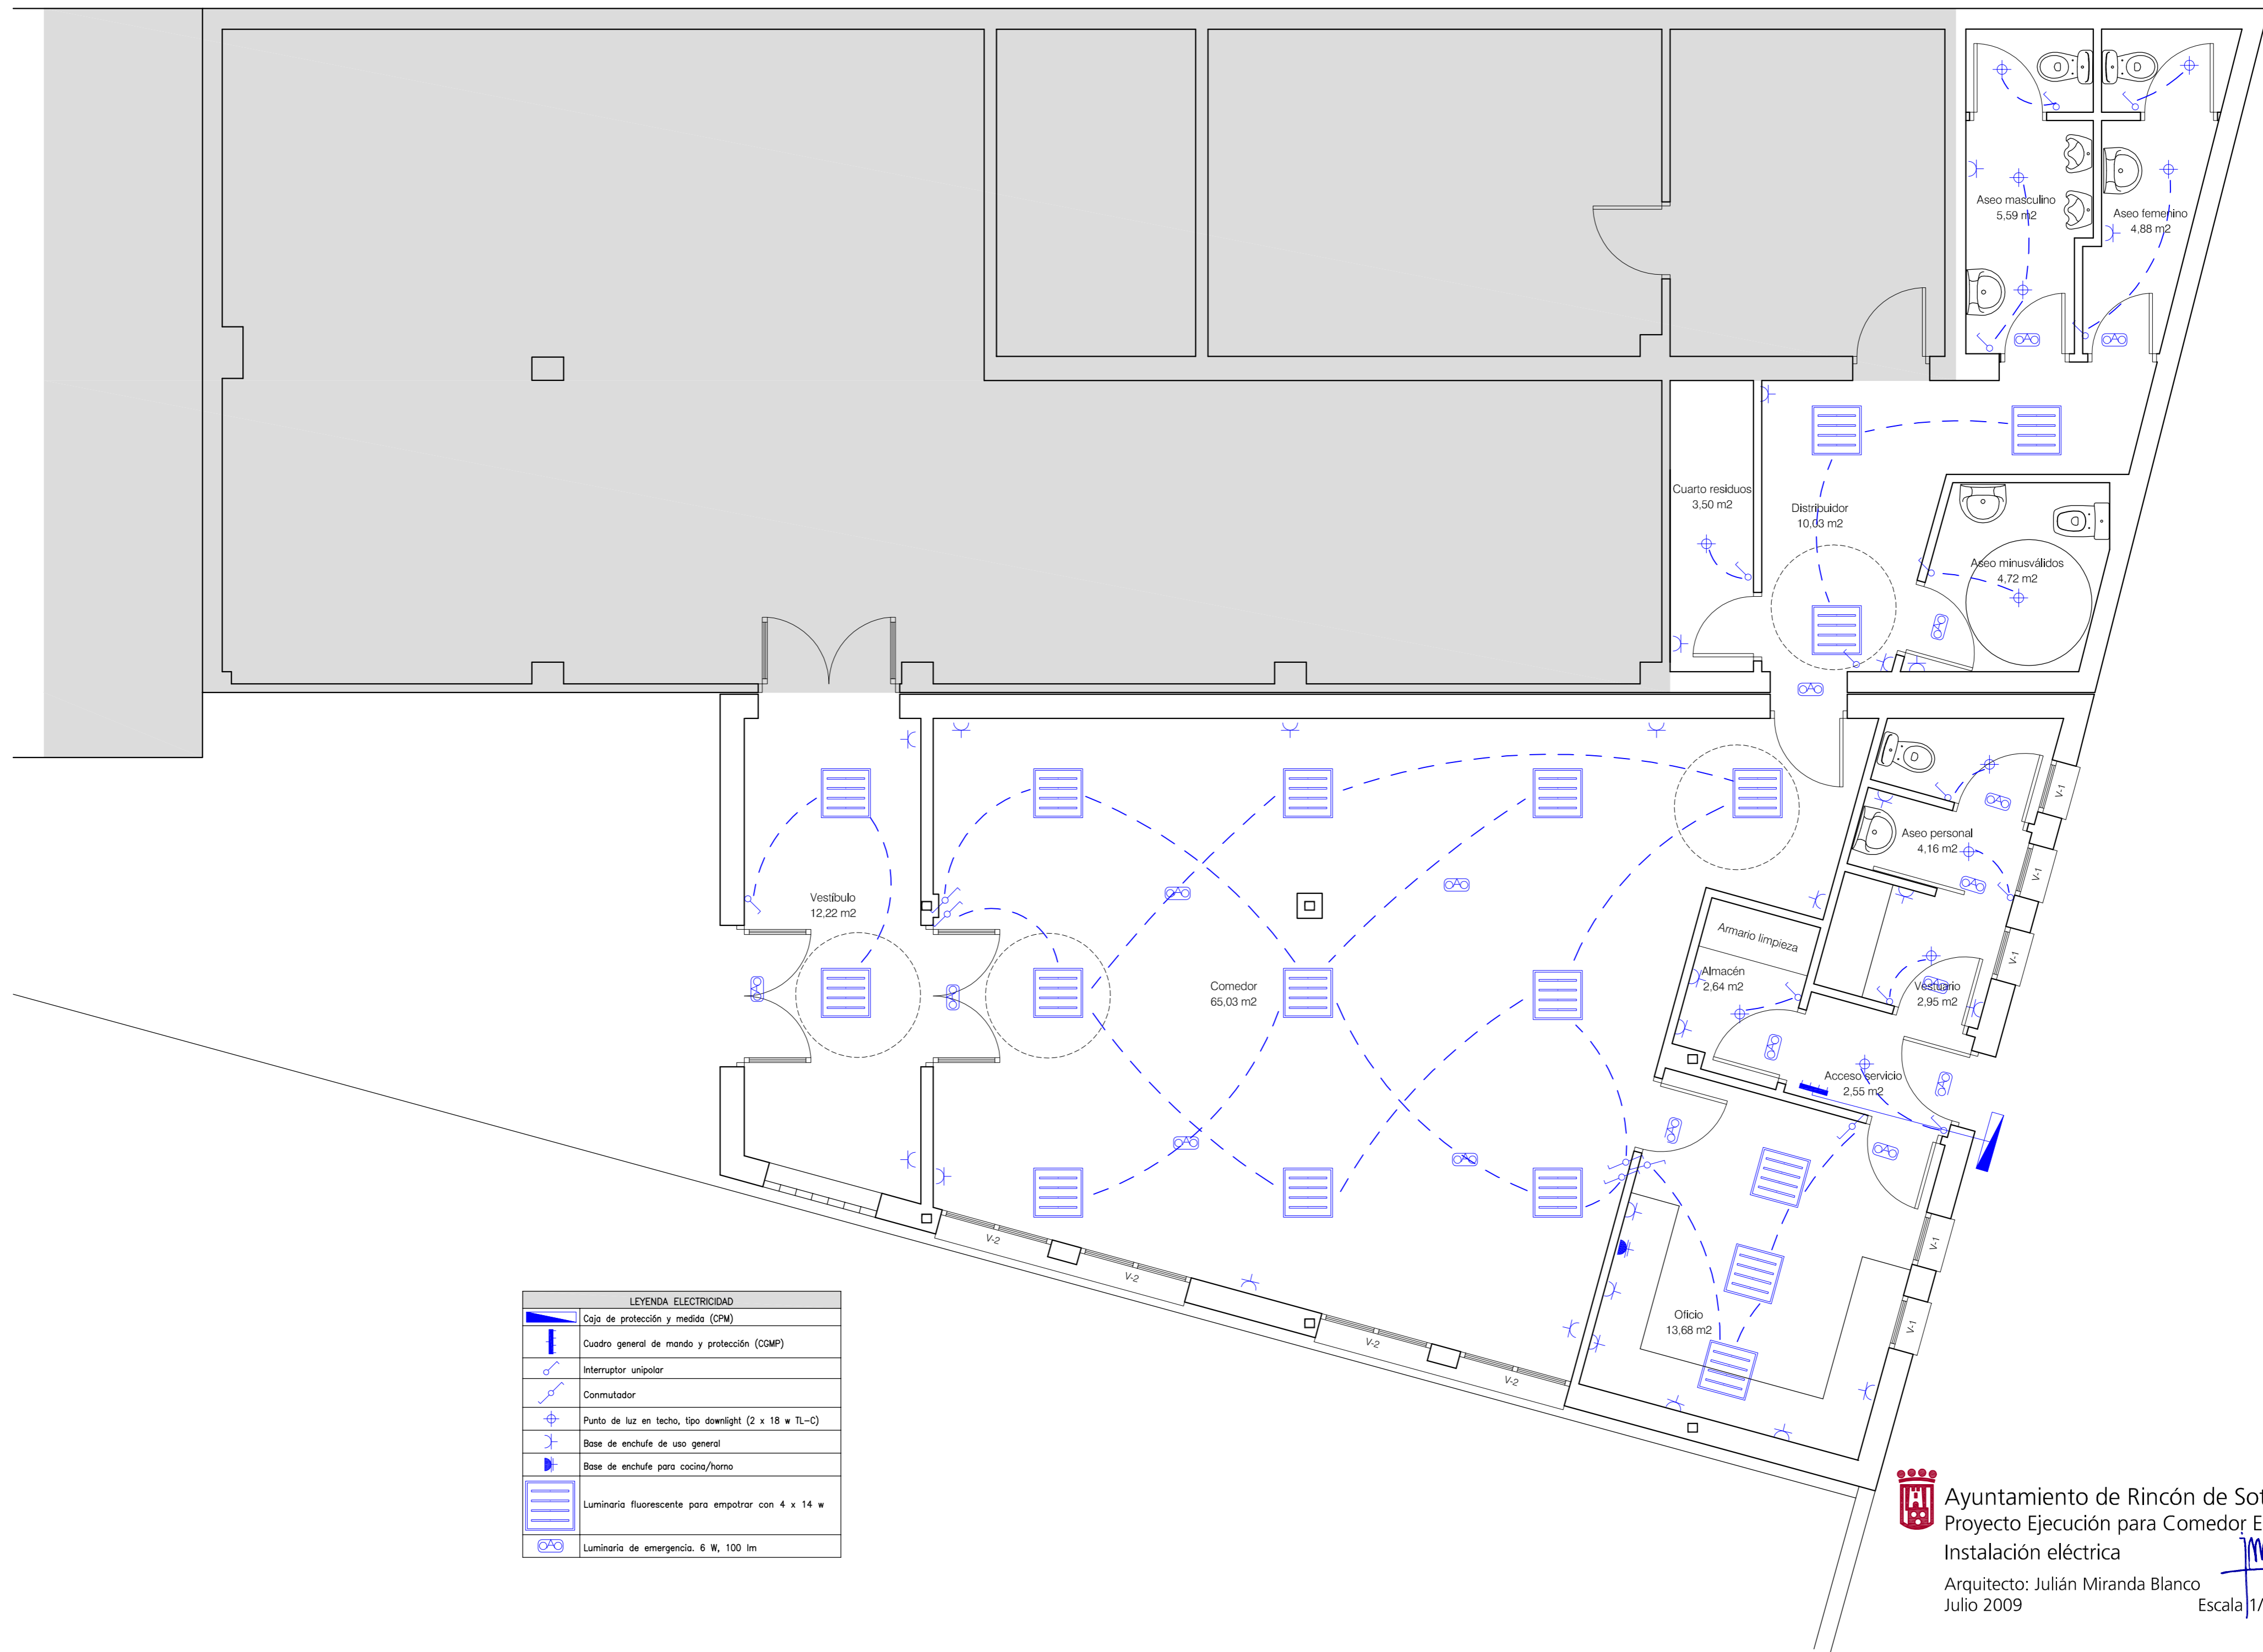 Aseo masculino
5,59 m2
Aseo femenino
4,88 m2
Cuarto residuos
3,50 m2
Distribuidor
10,03 m2
Aseo minusválidos
4,72 m2
V-1
Aseo personal
4,16 m2
V-1
Vestíbulo
12,22 m2
Armario limpieza
V-1
Almacén
2,64 m2
Comedor
65,03 m2
Vestuario
2,95 m2
Acceso servicio
2,55 m2
V-2
V-2
V-1
V-1
Oficio
13,68 m2
V-2
V-2
LEYENDA ELECTRICIDAD
Caja de protección y medida (CPM)
Cuadro general de mando y protección (CGMP)
Interruptor unipolar
Conmutador
Punto de luz en techo, tipo downlight (2 x 18 w TL-C)
Base de enchufe de uso general
Base de enchufe para cocina/horno
Luminaria fluorescente para empotrar con 4 x 14 w
Luminaria de emergencia. 6 W, 100 lm
Ayuntamiento de Rincón de
Proyecto Ejecución para Comedor
Instalación eléctrica
Arquitecto: Julián Miranda Blanco
Julio 2009
Escala 1/